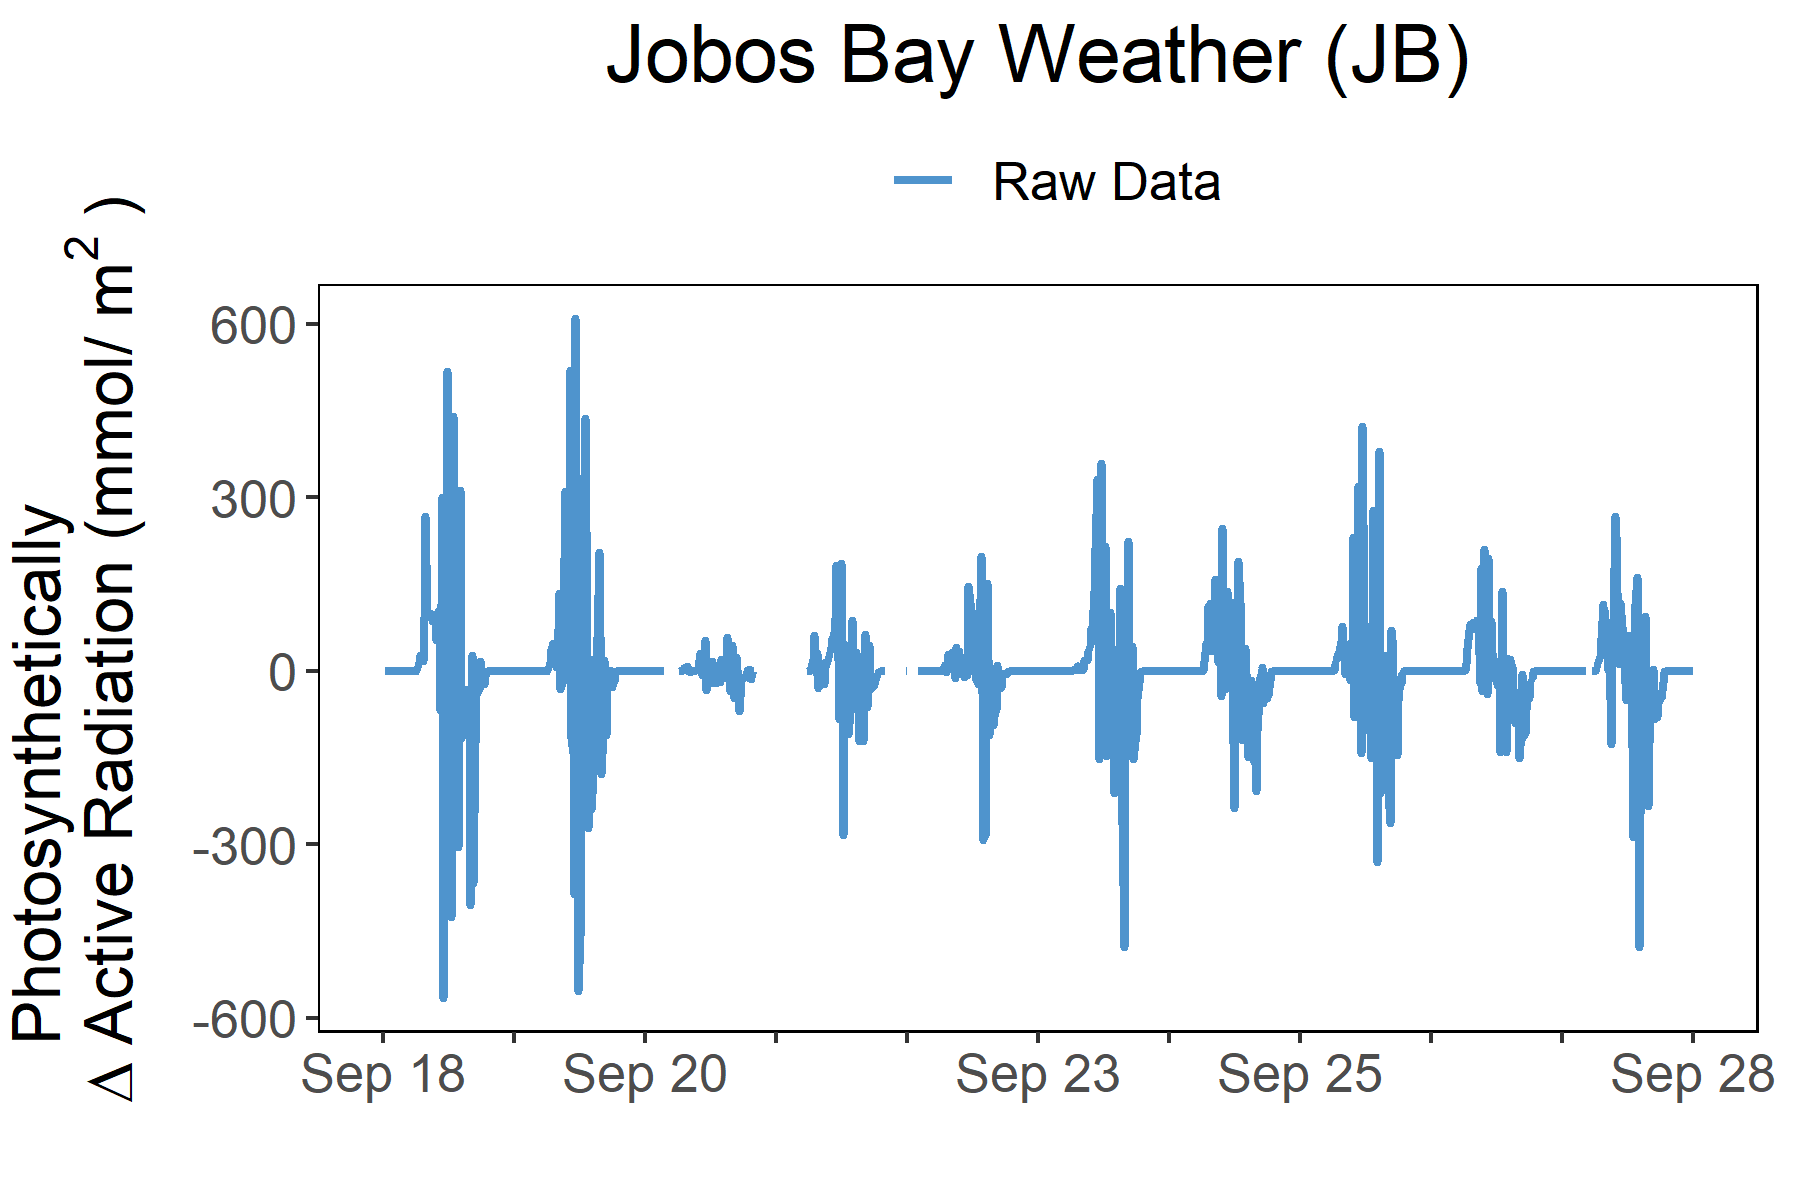 Jobos Bay Weather (JB)
Raw Data
Photosynthetically
Δ Active Radiation (mmol/ m² )
600
300
0
-300
-600
Sep 18
Sep 20
Sep 23
Sep 25
Sep 28